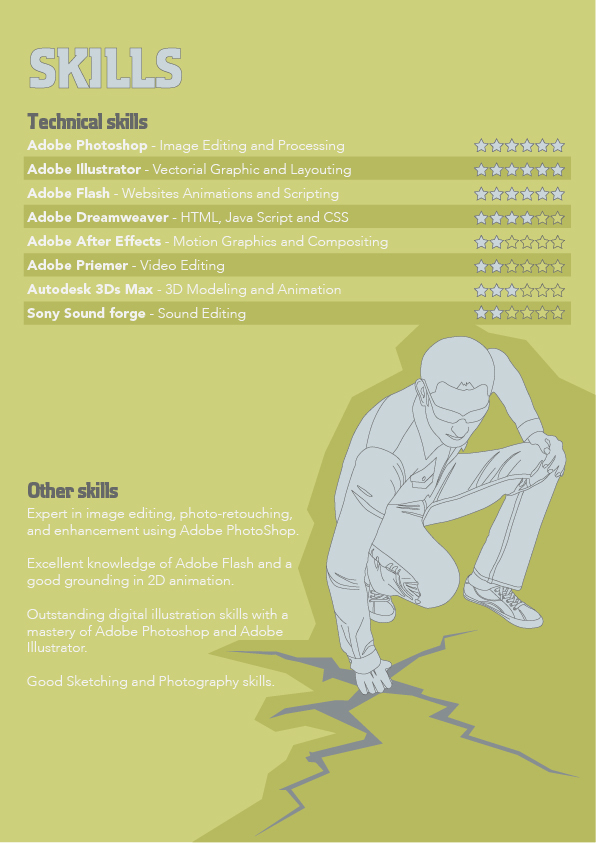 SKILLS
Technical skills
Adobe Photoshop - Image Editing and Processing
Adobe Illustrator - Vectorial Graphic and Layouting
Adobe Flash - Websites Animations and Scripting
Adobe Dreamweaver - HTML, Java Script and CSS
Adobe After Effects - Motion Graphics and Compositing
Adobe Priemer - Video Editing
Autodesk 3Ds Max - 3D Modeling and Animation
Sony Sound forge - Sound Editing
Other skills
Expert in image editing, photo-retouching,
and enhancement using Adobe PhotoShop.
Excellent knowledge of Adobe Flash and a
good grounding in 2D animation.
Outstanding digital illustration skills with a
mastery of Adobe Photoshop and Adobe
Illustrator.
Good Sketching and Photography skills.